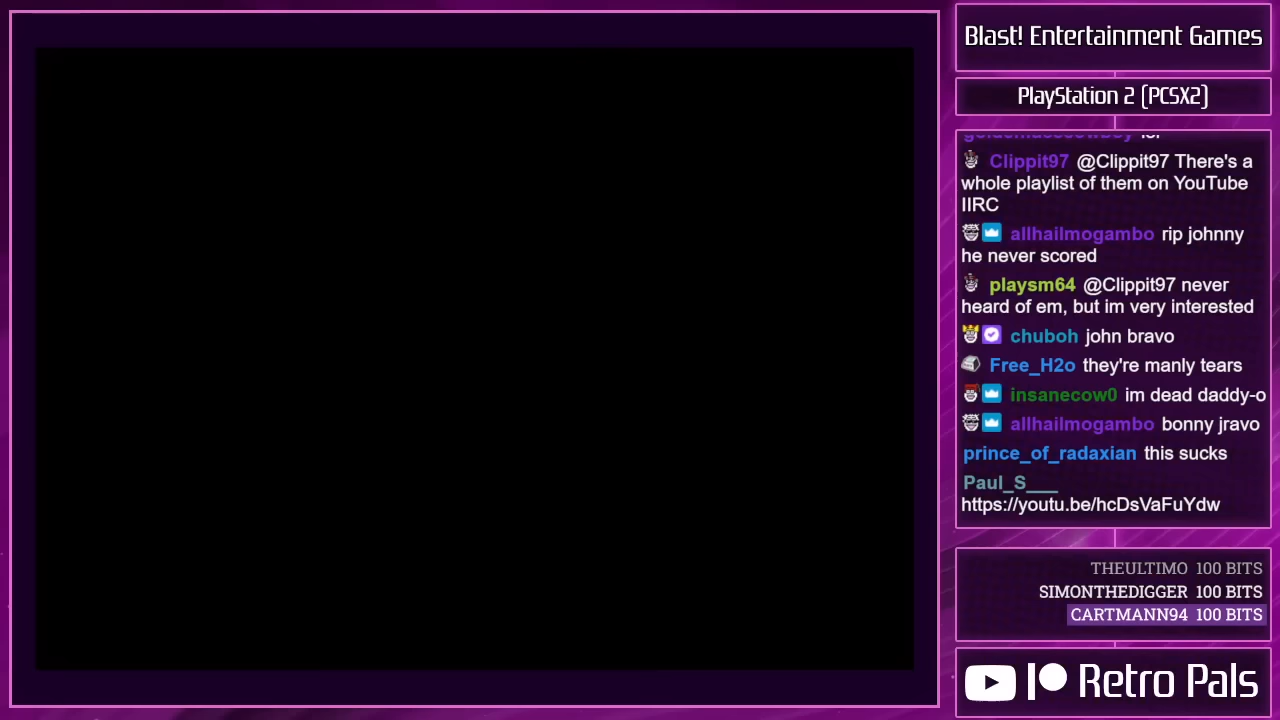 Blast! Entertainment Games
PlayStation 2 (PCSX2)
Clippit97 @Clippit97 There's a
whole playlist of them on YouTube
IIRC
allhailmogambo rip johnny
he never scored
playsm64 @Clippit97 never
heard of em, but im very interested
chuboh john bravo
Free_H2o they're manly tears
insanecow0 im dead daddy-o
allhailmogambo bonny jravo
prince_of_radaxian this sucks
Paul_S___
https://youtu.be/hcDsVaFuYdw
THEULTIMO 100 BITS
SIMONTHEDIGGER 100 BITS
CARTMANN94 100 BITS
Retro Pals